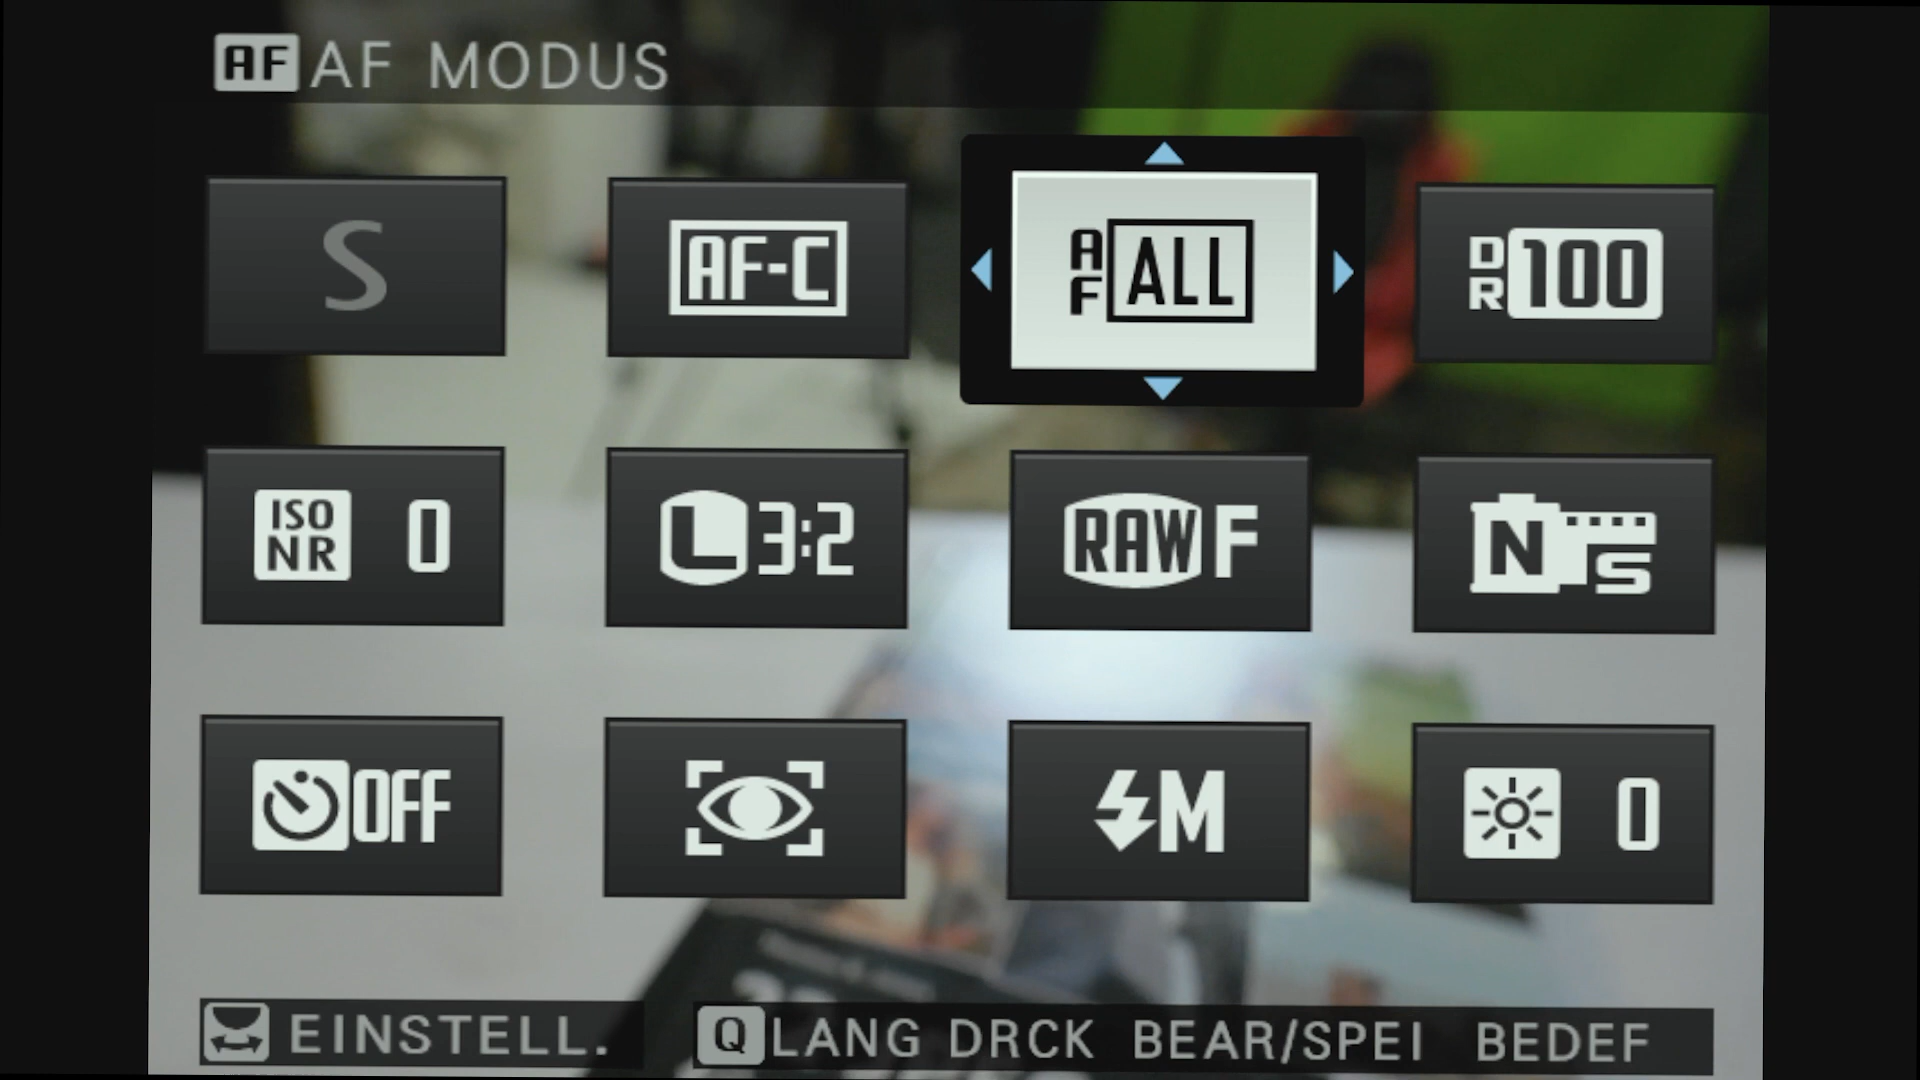 AF AF MODUS
S AF-C AF ALL DR 100
ISO NR 0 L 3:2 RAW F N S
OFF M 0
EINSTELL. Q LANG DRCK BEAR/SPEI BEDEF